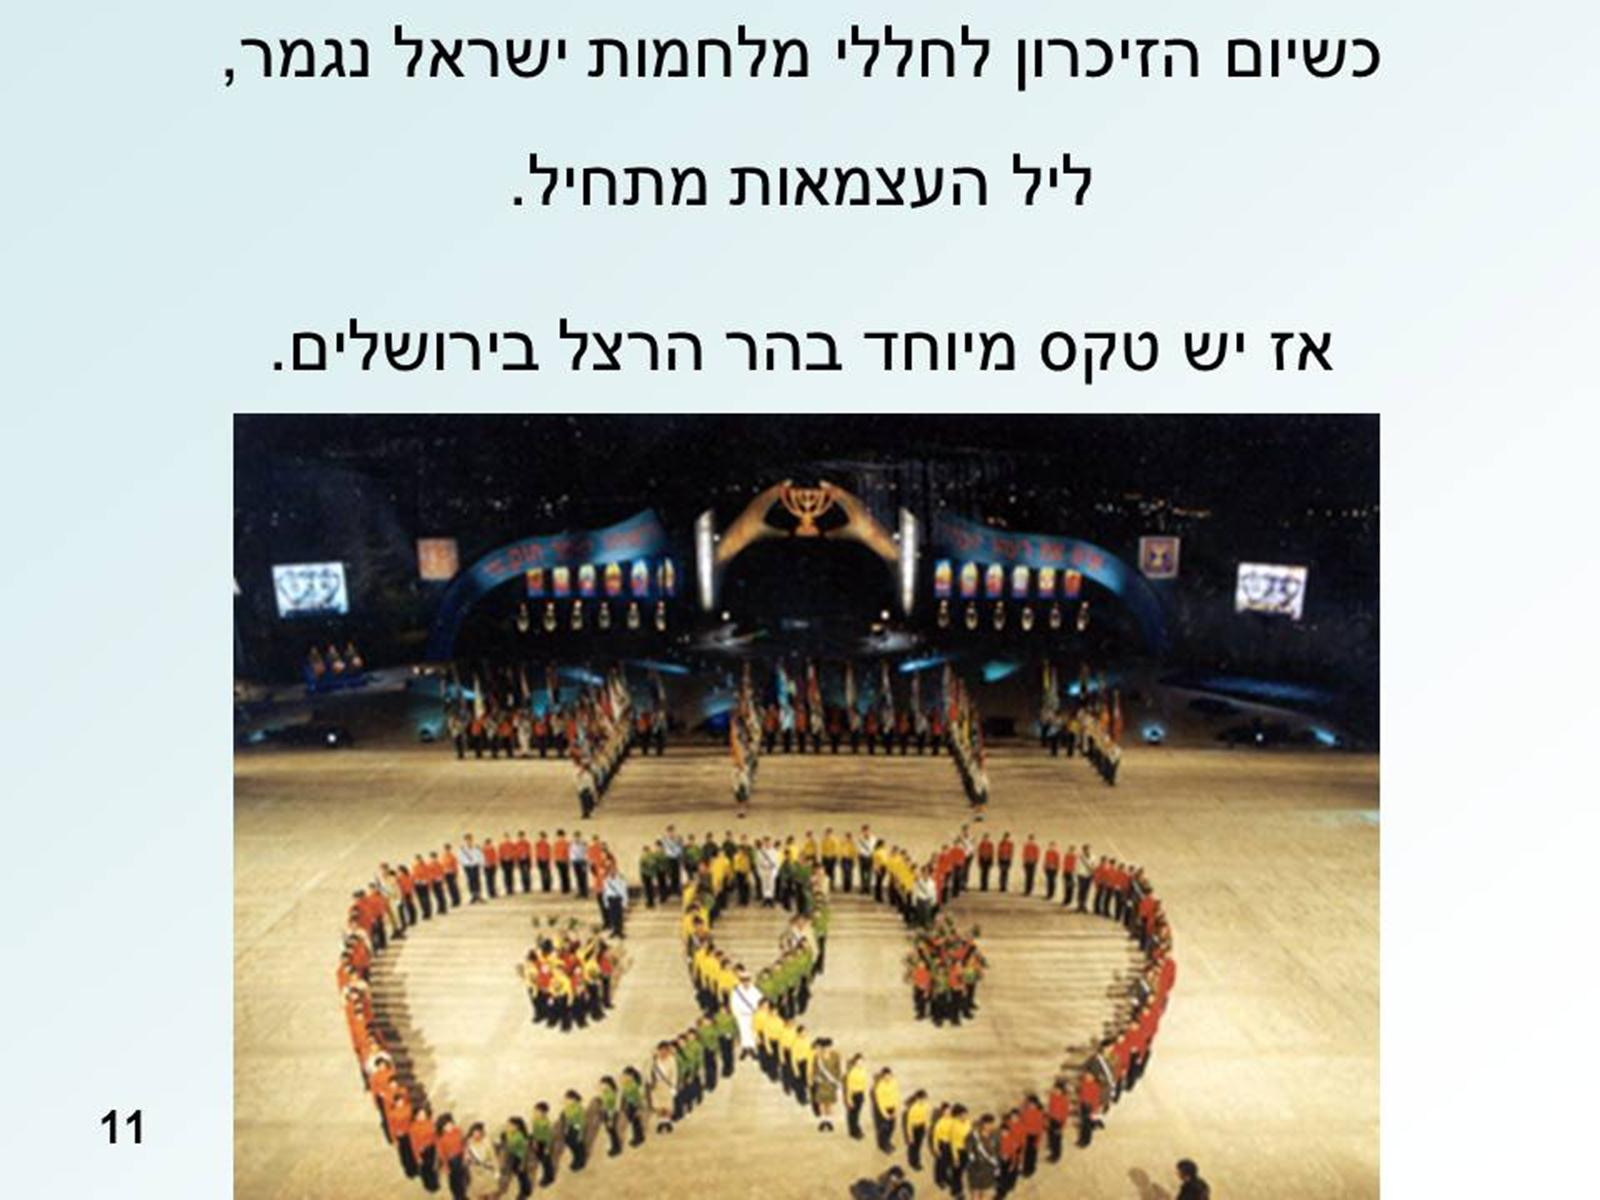 כשיום הזיכרון לחללי מלחמות ישראל נגמר,
ליל העצמאות מתחיל.
אז יש טקס מיוחד בהר הרצל בירושלים.
11